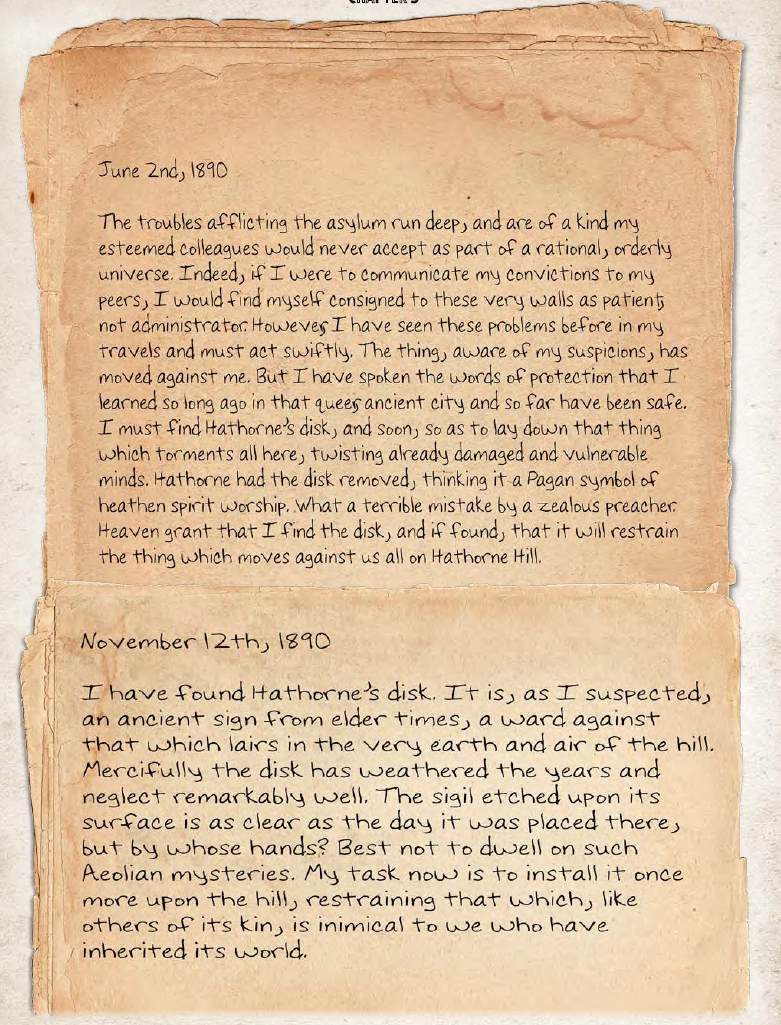 June 2nd, 1890
The troubles afflicting the asylum run deep, and are of a kind my
esteemed colleagues would never accept as part of a rational, orderly
universe. Indeed, if I were to communicate my convictions to my
peers, I would find myself consigned to these very walls as patient,
not administrator. However, I have seen these problems before in my
travels and must act swiftly. The thing, aware of my suspicions, has
moved against me. But I have spoken the words of protection that I
learned so long ago in that queer, ancient city and so far have been safe.
I must find Hathorne's disk, and soon, so as to lay down that thing
which torments all here, twisting already damaged and vulnerable
minds. Hathorne had the disk removed, thinking it a Pagan symbol of
heathen spirit worship. What a terrible mistake by a zealous preacher.
Heaven grant that I find the disk, and if found, that it will restrain
the thing which moves against us all on Hathorne Hill.
November 12th, 1890
I have found Hathorne's disk. It is, as I suspected,
an ancient sign from elder times, a ward against
that which lairs in the very earth and air of the hill.
Mercifully the disk has weathered the years and
neglect remarkably well. The sigil etched upon its
surface is as clear as the day it was placed there,
but by whose hands? Best not to dwell on such
Aeolian mysteries. My task now is to install it once
more upon the hill, restraining that which, like
others of its kin, is inimical to we who have
inherited its world.